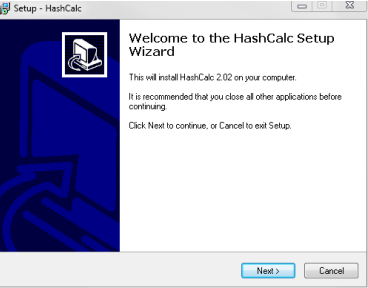 Setup - HashCalc
Welcome to the HashCalc Setup
Wizard
This will install HashCalc 2.02 on your computer.
It is recommended that you close all other applications before
continuing.
Click Next to continue, or Cancel to exit Setup.
Next >
Cancel